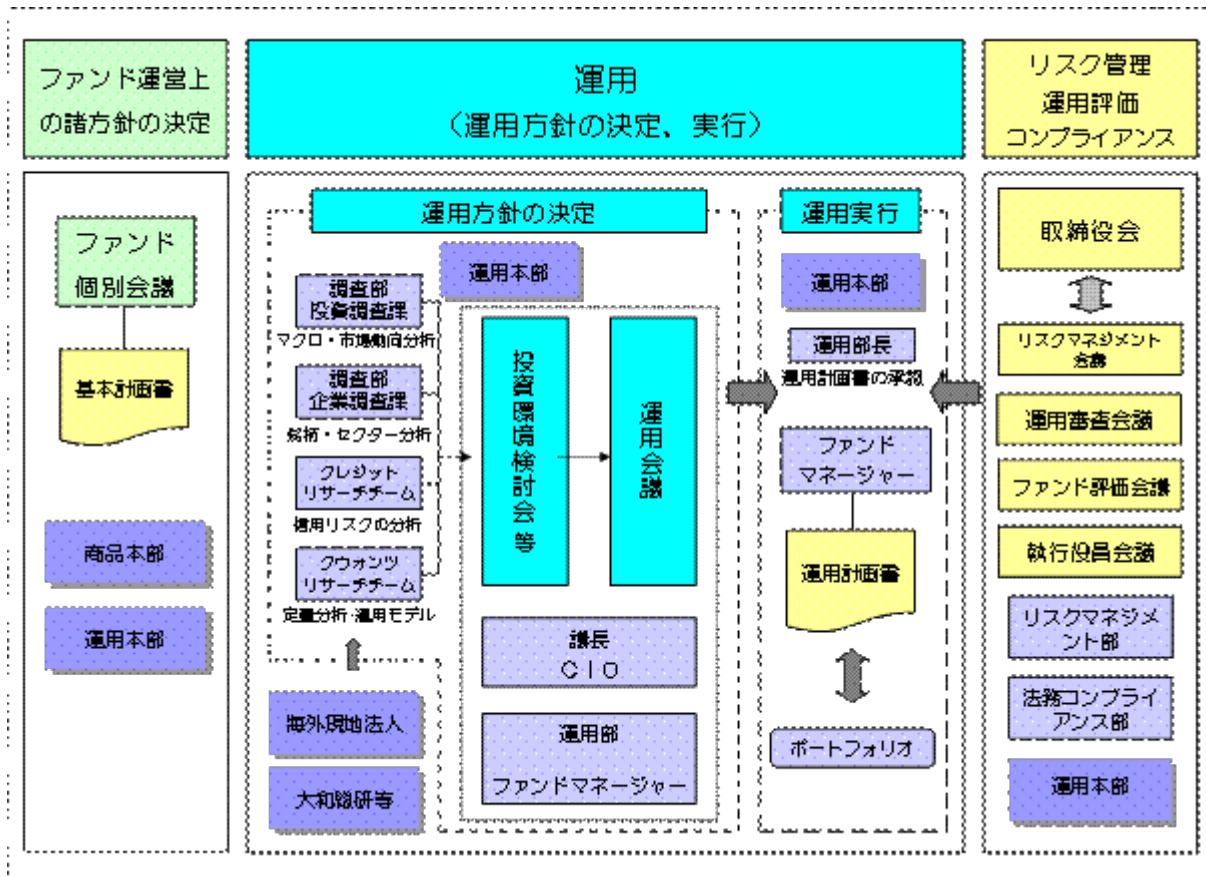 ファンド運営上
の諸方針の決定
運用
（運用方針の決定、実行）
リスク管理
運用評価
コンプライアンス
ファンド
個別会議
基本計画書
商品本部
運用本部
運用方針の決定
運用本部
調査部
投資調査課
マクロ・市場動向分析
調査部
企業調査課
銘柄・セクター分析
クレジット
リサーチチーム
信用リスクの分析
クウォンツ
リサーチチーム
定量分析・運用モデル
海外現地法人
大和総研等
投資環境検討会等
運用会議
議長
ＣＩＯ
運用部
ファンドマネージャー
運用実行
運用本部
運用部長
運用計画書の承認
ファンド
マネージャー
運用計画書
ポートフォリオ
取締役会
リスクマネジメント
会議
運用審査会議
ファンド評価会議
執行役員会議
リスクマネジメ
ント部
法務コンプライ
アンス部
運用本部